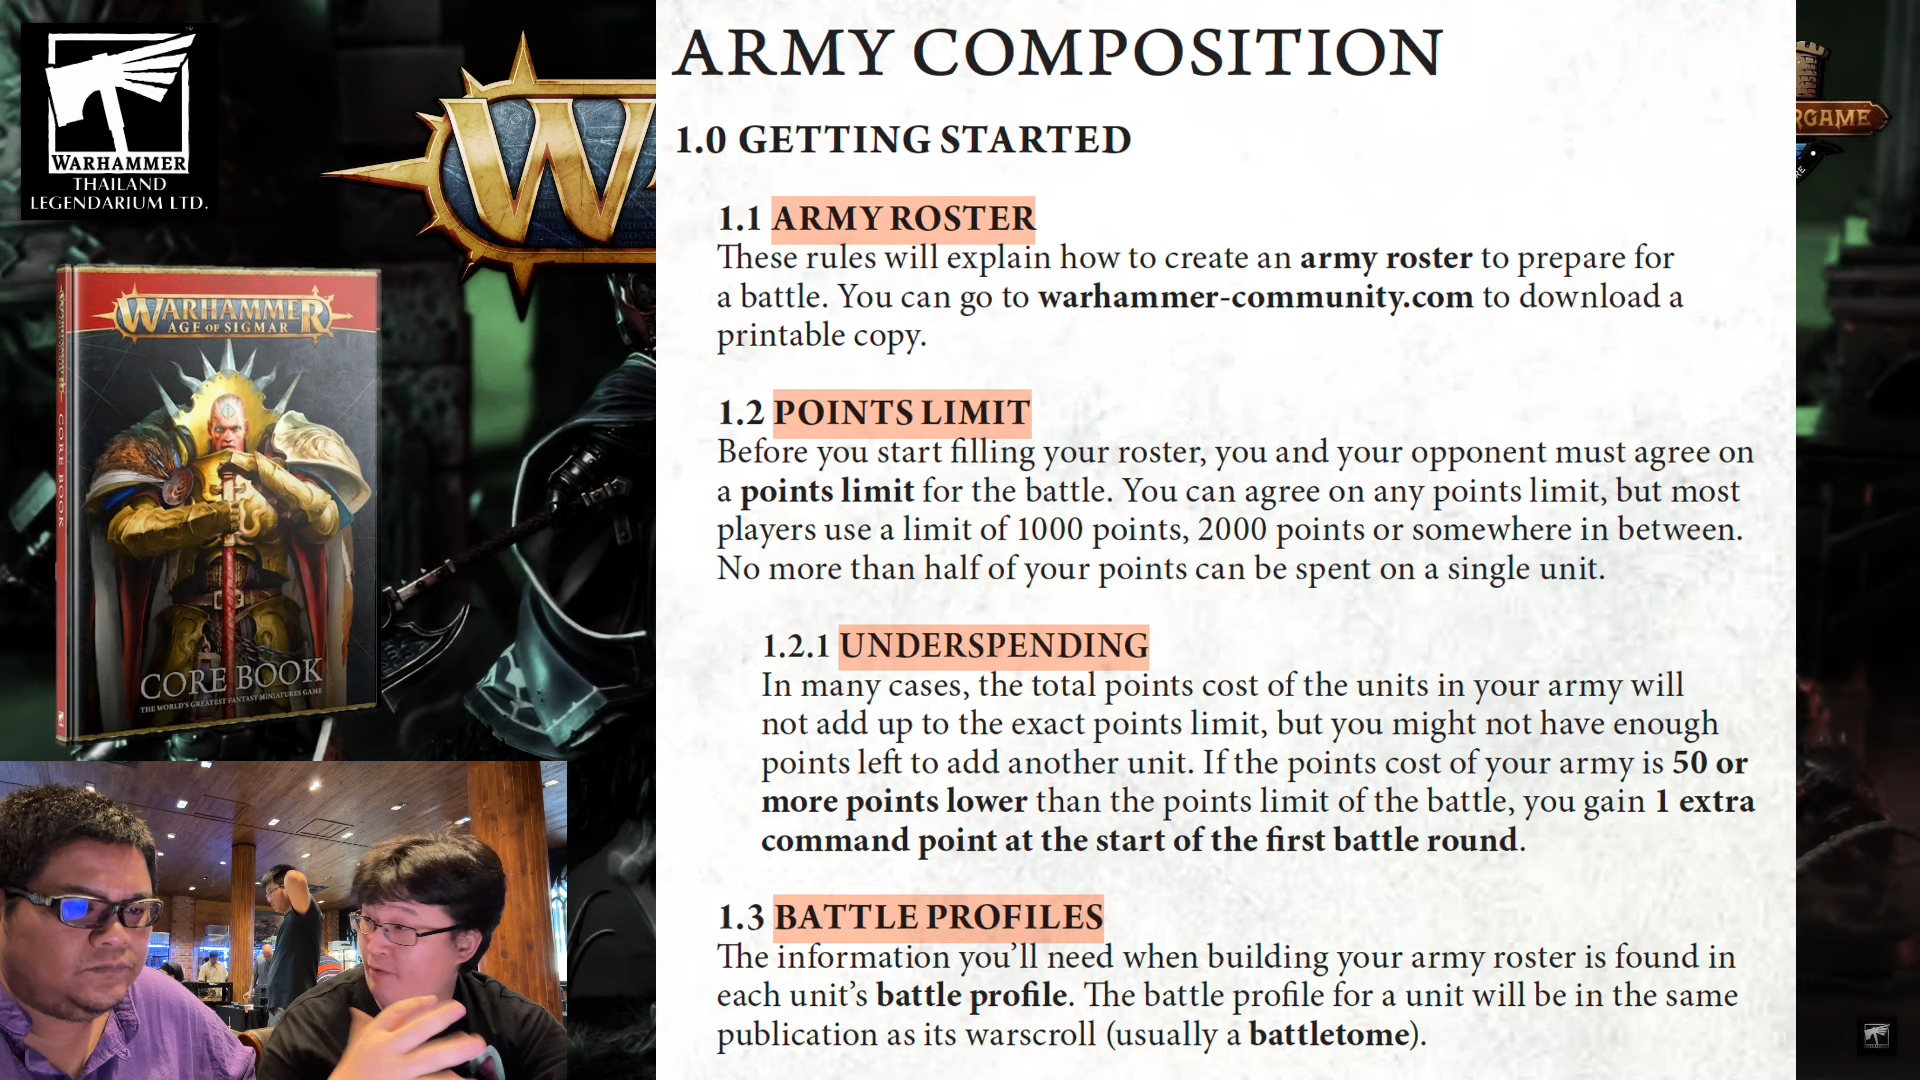 WARHAMMER
THAILAND
LEGENDARIUM LTD.
W
WARHAMMER
AGE OF SIGMAR
CORE BOOK
CORE BOOK
THE WORLD'S GREATEST FANTASY MINIATURES GAME
ARMY COMPOSITION
1.0 GETTING STARTED
1.1 ARMY ROSTER
These rules will explain how to create an army roster to prepare for
a battle. You can go to warhammer-community.com to download a
printable copy.
1.2 POINTS LIMIT
Before you start filling your roster, you and your opponent must agree on
a points limit for the battle. You can agree on any points limit, but most
players use a limit of 1000 points, 2000 points or somewhere in between.
No more than half of your points can be spent on a single unit.
1.2.1 UNDERSPENDING
In many cases, the total points cost of the units in your army will
not add up to the exact points limit, but you might not have enough
points left to add another unit. If the points cost of your army is 50 or
more points lower than the points limit of the battle, you gain 1 extra
command point at the start of the first battle round.
1.3 BATTLE PROFILES
The information you'll need when building your army roster is found in
each unit's battle profile. The battle profile for a unit will be in the same
publication as its warscroll (usually a battletome).
RGAME
RE